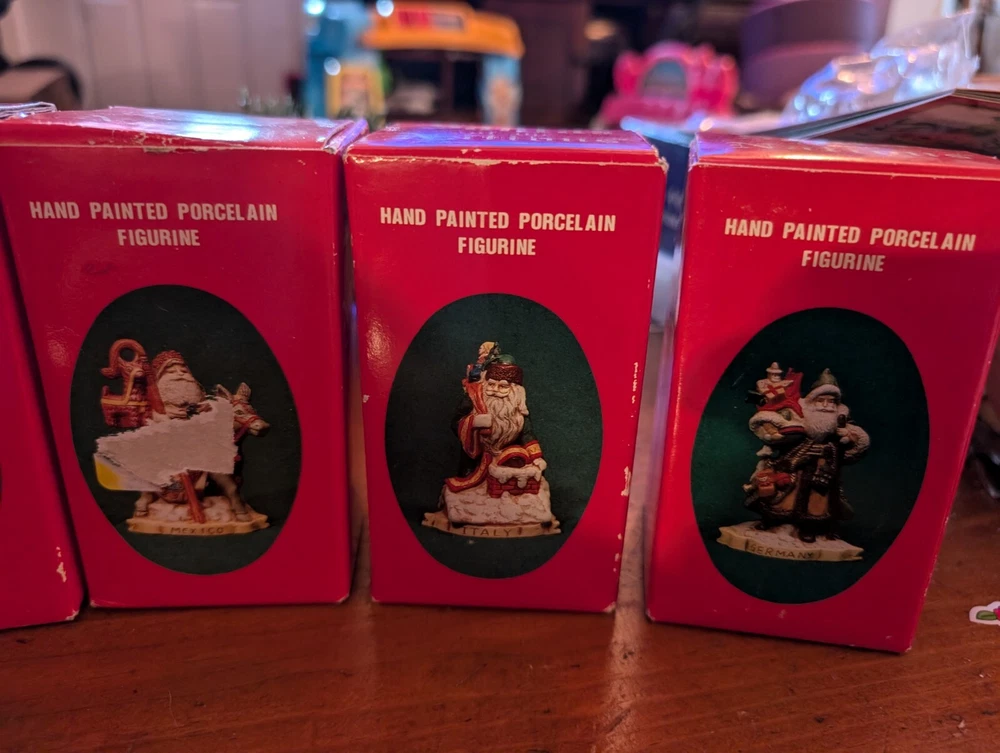 HAND PAINTED PORCELAIN
FIGURINE
MEXICO
HAND PAINTED PORCELAIN
FIGURINE
ITALY
HAND PAINTED PORCELAIN
FIGURINE
GERMANY